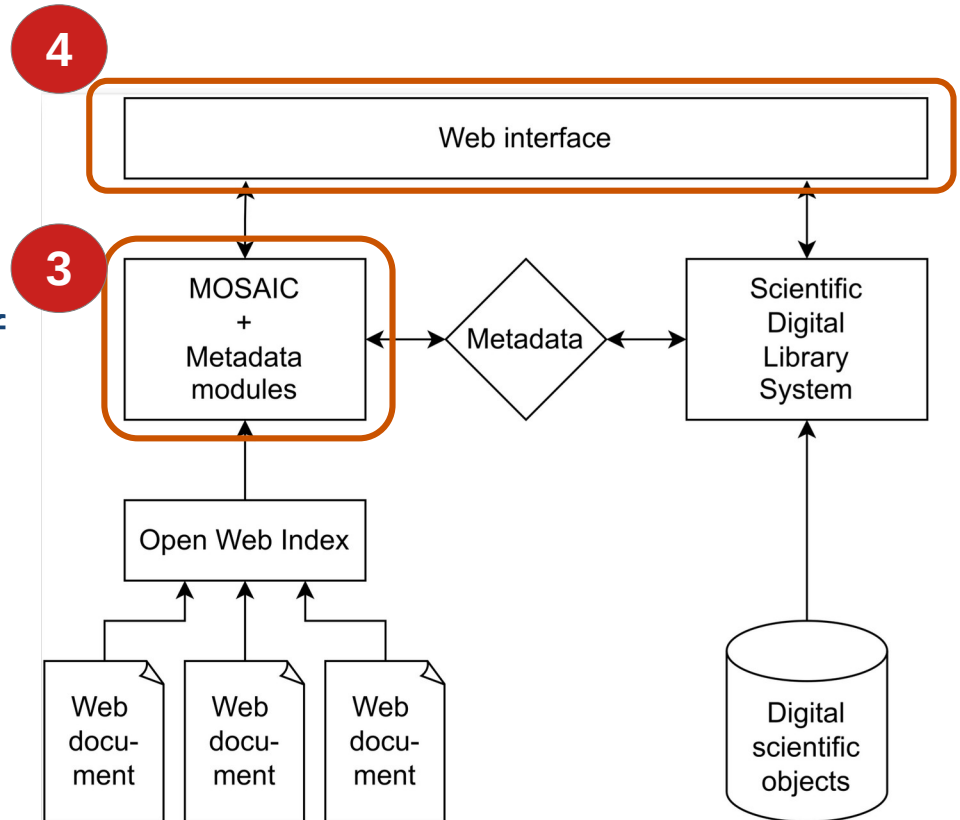 4
Web interface
3
MOSAIC
+
Metadata
modules
Metadata
Scientific
Digital
Library
System
Open Web Index
Web
docu-
ment
Web
docu-
ment
Web
docu-
ment
Digital
scientific
objects